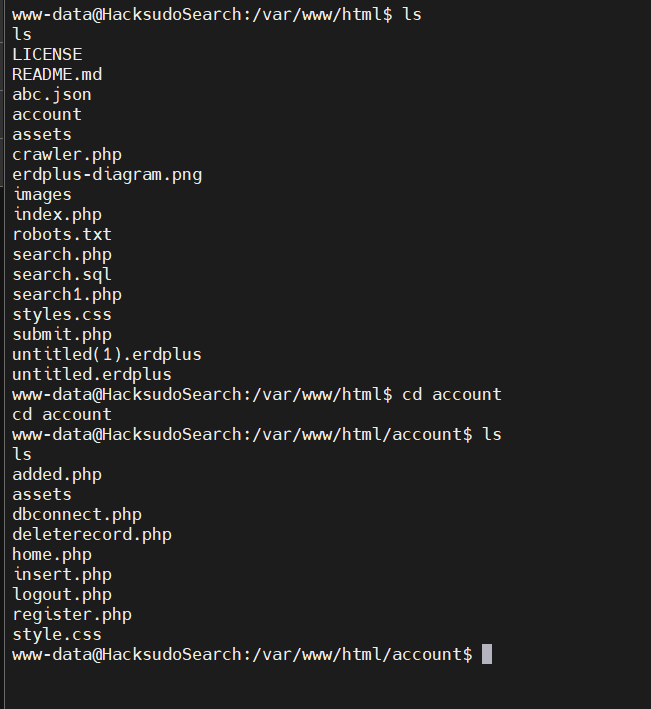 www-data@HacksudoSearch:/var/www/html$ ls
ls
LICENSE
README.md
abc.json
account
assets
crawler.php
erdplus-diagram.png
images
index.php
robots.txt
search.php
search.sql
search1.php
styles.css
submit.php
untitled(1).erdplus
untitled.erdplus
www-data@HacksudoSearch:/var/www/html$ cd account
cd account
www-data@HacksudoSearch:/var/www/html/account$ ls
ls
added.php
assets
dbconnect.php
deleterecord.php
home.php
insert.php
logout.php
register.php
style.css
www-data@HacksudoSearch:/var/www/html/account$